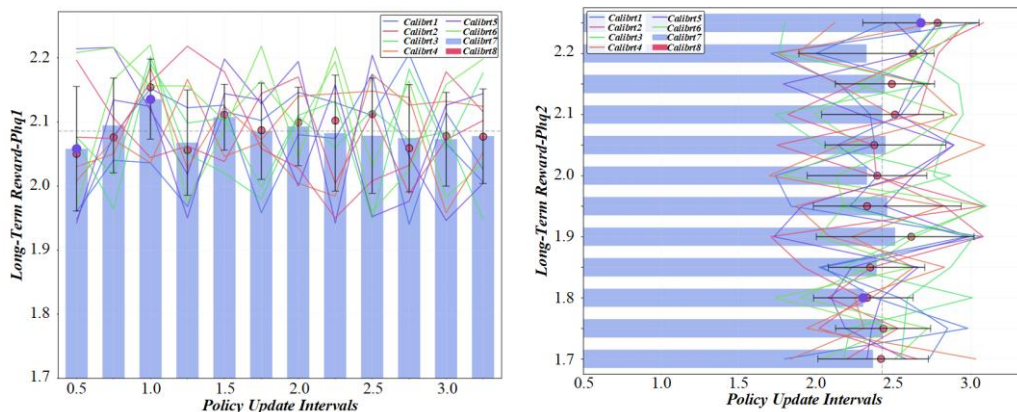 Calibrt1 Calibrt5
Calibrt2 Calibrt6
Calibrt3 Calibrt7
Calibrt4 Calibrt8
2.2
2.1
2.0
1.9
1.8
1.7
Long-Term Reward-Phq1
0.5 1.0 1.5 2.0 2.5 3.0
Policy Update Intervals
Calibrt1 Calibrt5
Calibrt2 Calibrt6
Calibrt3 Calibrt7
Calibrt4 Calibrt8
2.2
2.1
2.0
1.9
1.8
1.7
Long-Term Reward-Phq2
0.5 1.0 2.0 2.5 3.0
Policy Update Intervals